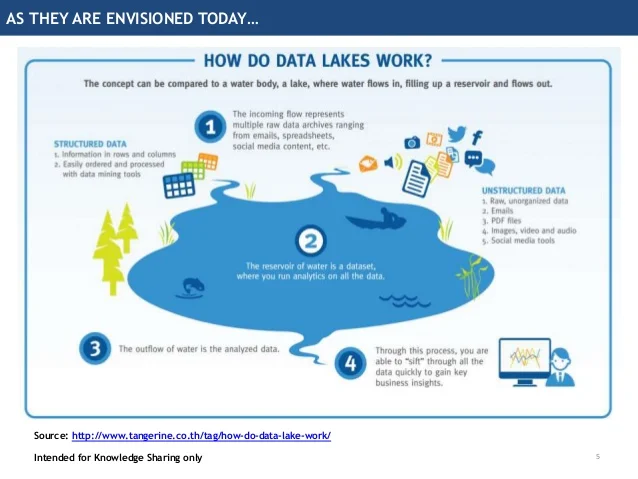 AS THEY ARE ENVISIONED TODAY…
HOW DO DATA LAKES WORK?
The concept can be compared to a water body, a lake, where water flows in, filling up a reservoir and flows out.
1
The incoming flow represents
multiple raw data archives ranging
from emails, spreadsheets,
social media content, etc.
STRUCTURED DATA
1. Information in rows and columns
2. Easily ordered and processed
with data mining tools
UNSTRUCTURED DATA
1. Raw, unorganized data
2. Emails
3. PDF files
4. Images, video and audio
5. Social media tools
2
The reservoir of water is a dataset,
where you run analytics on all the data.
3
The outflow of water is the analyzed data.
4
Through this process, you are
able to "sift" through all the
data quickly to gain key
business insights.
Source: http://www.tangerine.co.th/tag/how-do-data-lake-work/
Intended for Knowledge Sharing only
5